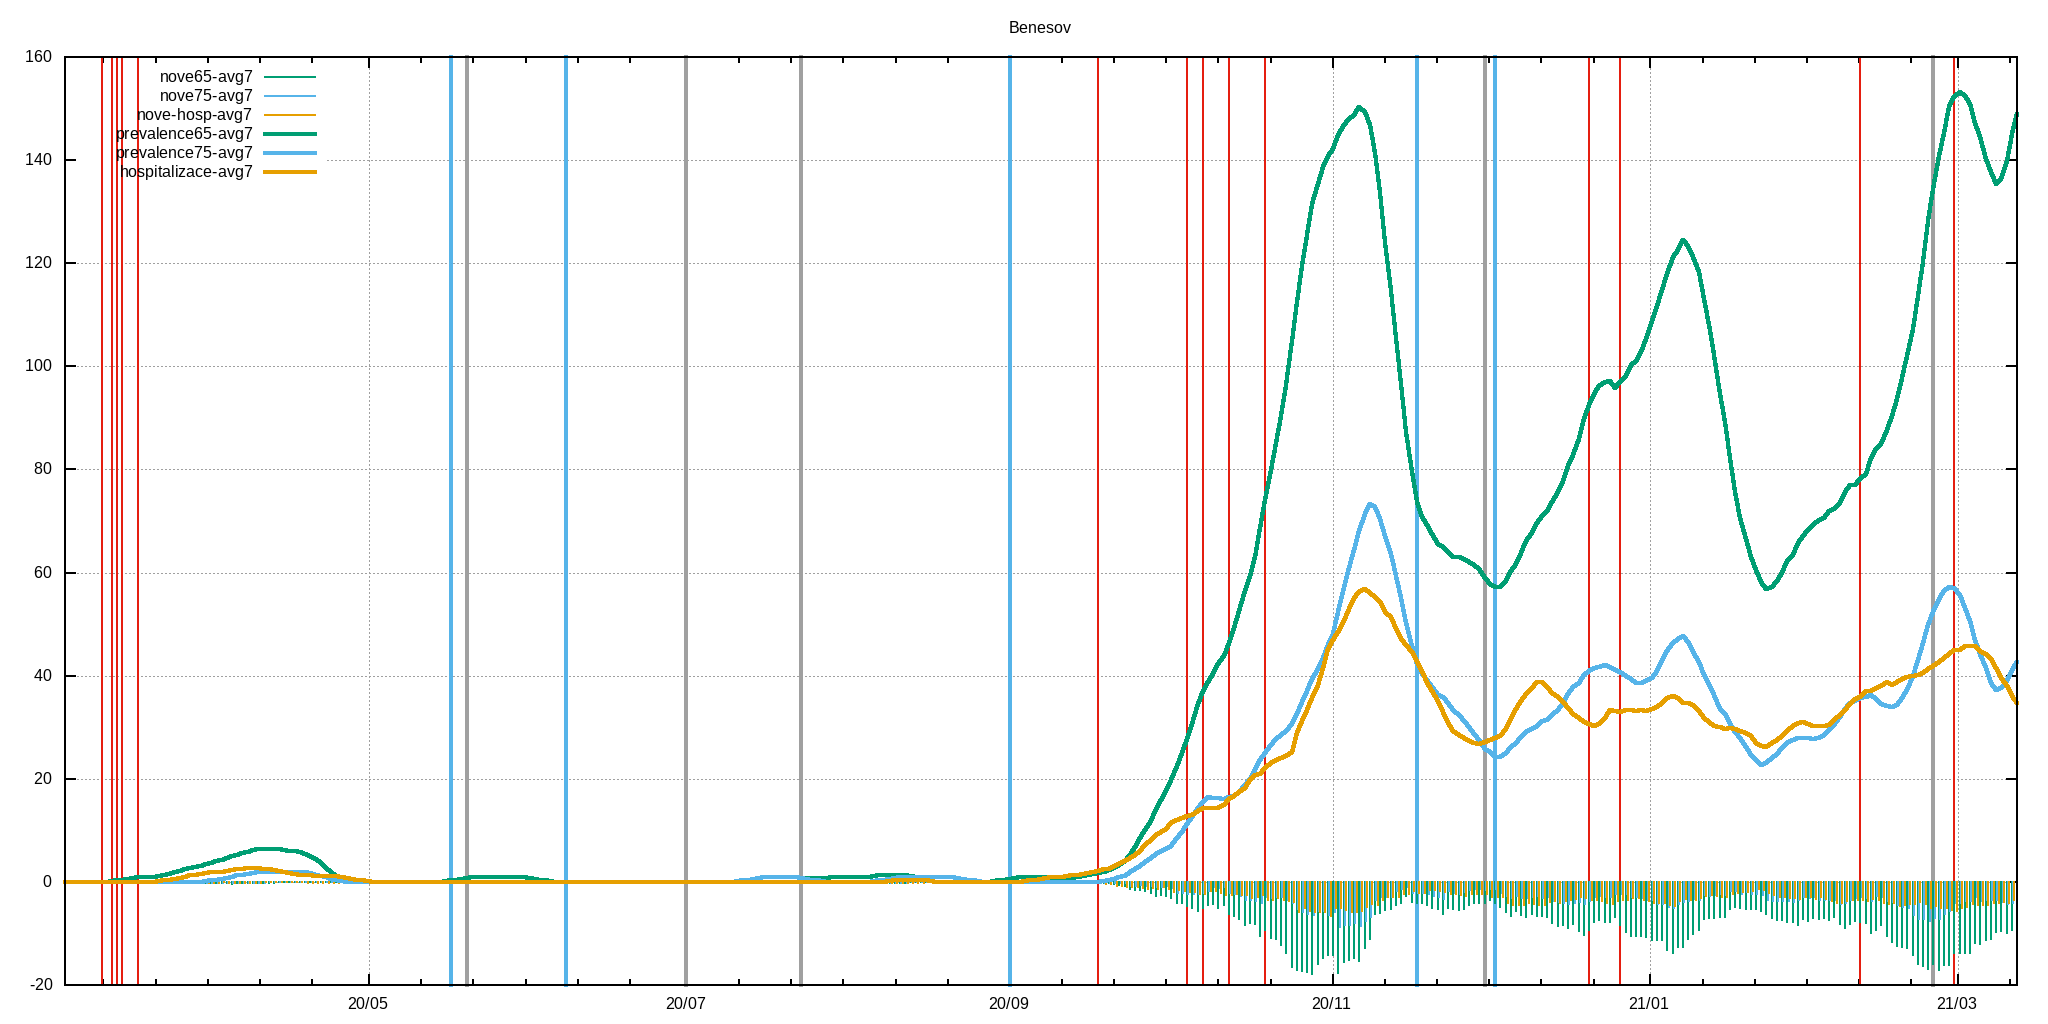 Benesov
160
140
120
100
80
60
40
20
0
-20
nove65-avg7
nove75-avg7
nove-hosp-avg7
prevalence65-avg7
prevalence75-avg7
hospitalizace-avg7
20/05 20/07 20/09 20/11 21/01 21/03